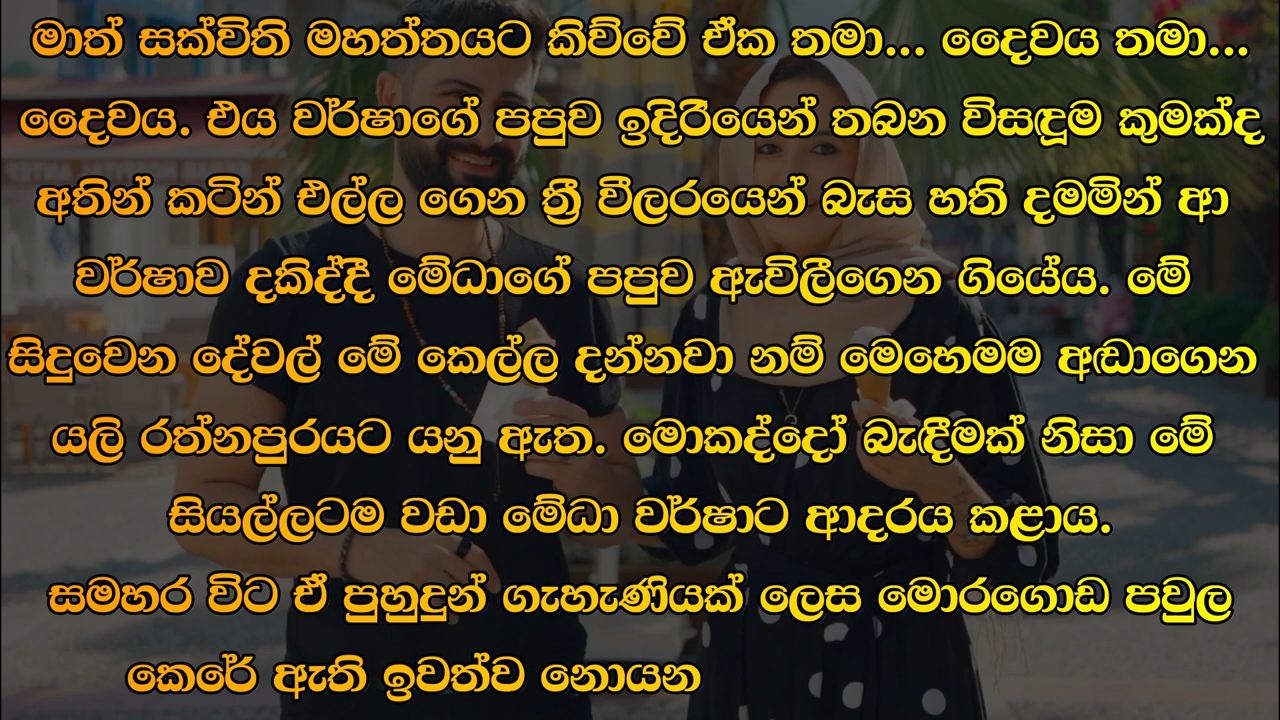 මාත් සක්විති මහත්තයට කිව්වේ ඒක තමා... දෛවය තමා...
දෛවය. එය වර්ෂාගේ පපුව ඉදිරියෙන් තබන විසඳූම කුමක්ද
අතින් කටින් එල්ල ගෙන ත්‍රී වීලරයෙන් බැස හති දමමින් ආ
වර්ෂාව දකිද්දී මේධාගේ පපුව ඇවිලීගෙන ගියේය. මේ
සිදුවෙන දේවල් මේ කෙල්ල දන්නවා නම් මෙහෙමම අඬාගෙන
යලි රත්නපුරයට යනු ඇත. මොකද්දෝ බැඳීමක් නිසා මේ
සියල්ලටම වඩා මේධා වර්ෂාට ආදරය කළාය.
සමහර විට ඒ පුහුදුන් ගැහැණියක් ලෙස මොරගොඩ පවුල
කෙරේ ඇති ඉවත්ව නොයන